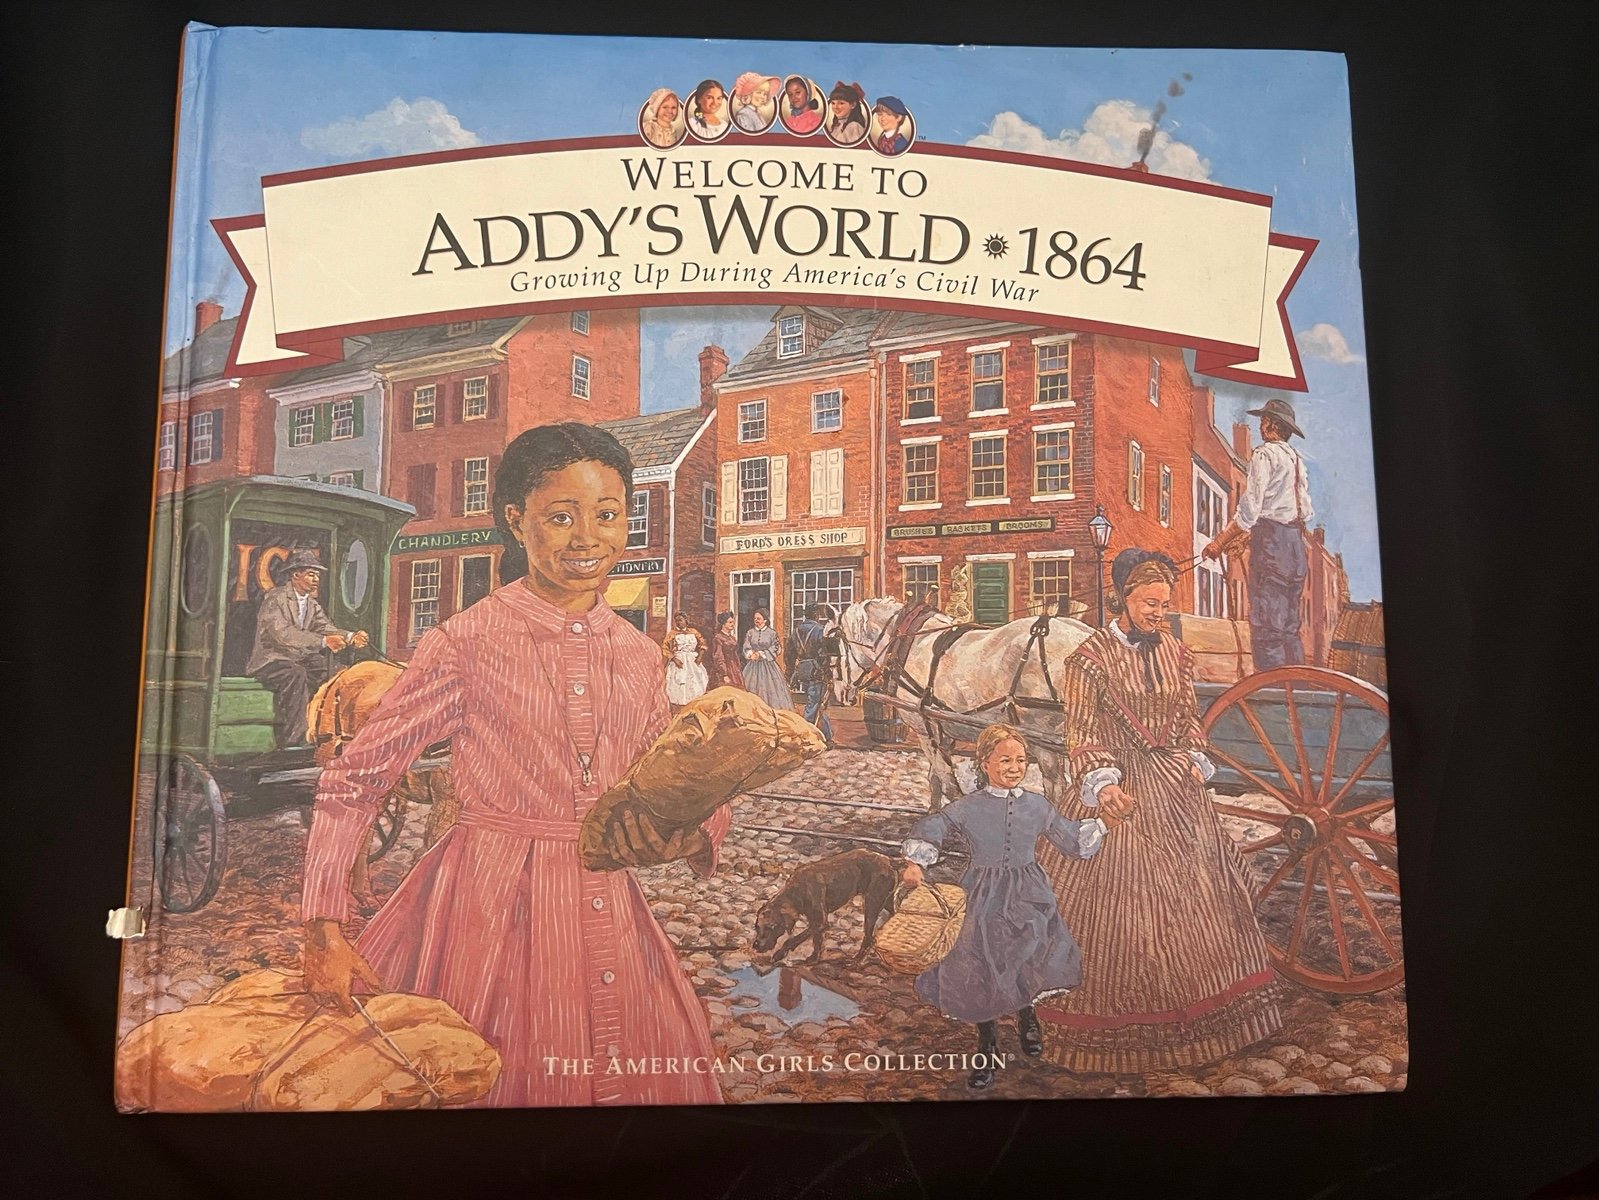 WELCOME TO
ADDY'S WORLD 1864
Growing Up During America's Civil War
CHANDLERY
FORD'S DRESS SHOP
BRUSHES BASKETS BROOMS
THE AMERICAN GIRLS COLLECTION®